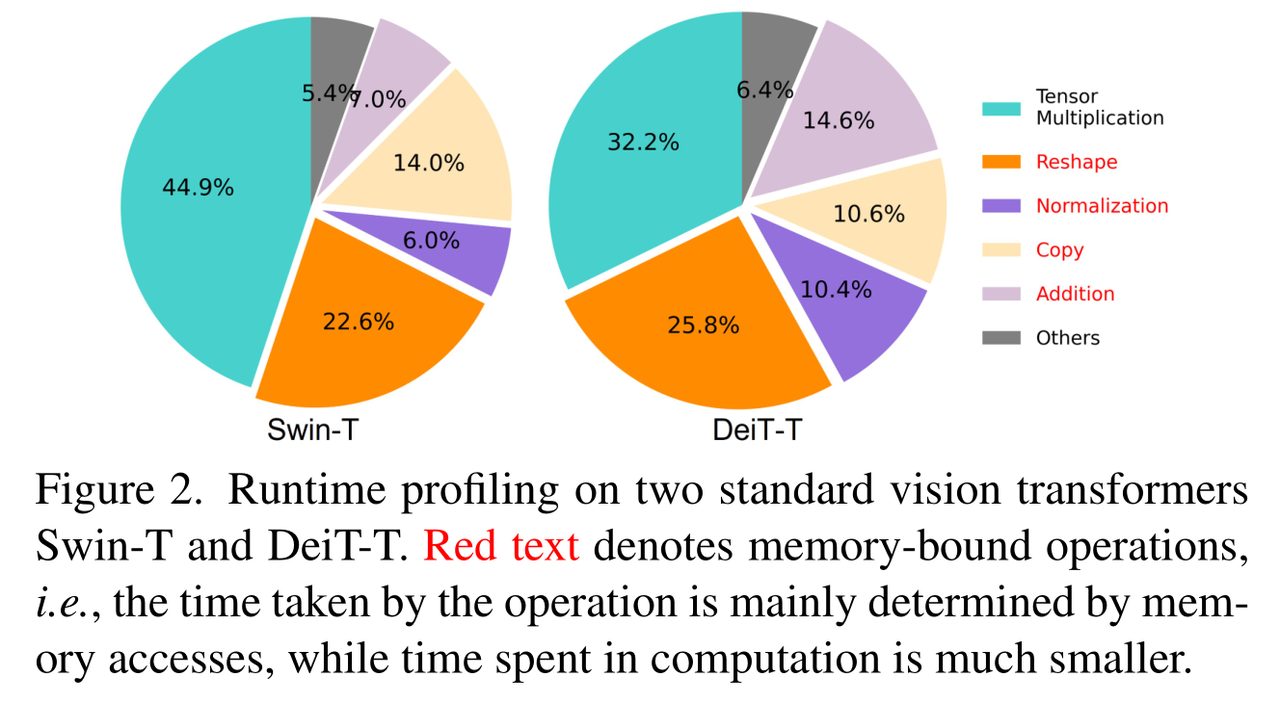 5.4%
7.0%
14.0%
44.9%
6.0%
22.6%
Swin-T
6.4%
14.6%
32.2%
10.6%
10.4%
25.8%
DeiT-T
Tensor
Multiplication
Reshape
Normalization
Copy
Addition
Others
Figure 2. Runtime profiling on two standard vision transformers
Swin-T and DeiT-T. Red text denotes memory-bound operations,
i.e., the time taken by the operation is mainly determined by mem-
ory accesses, while time spent in computation is much smaller.